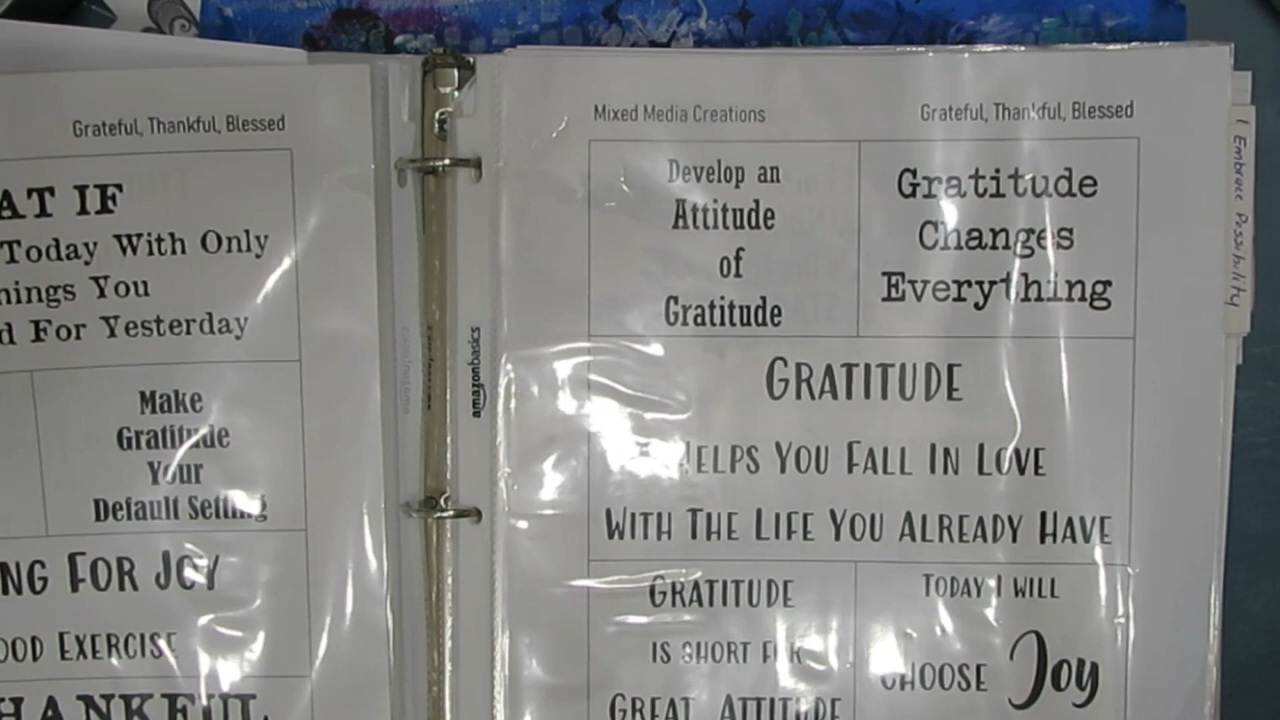 Grateful, Thankful, Blessed
AT IF
Today With Only
You
For Yesterday
Make
Gratitude
Your
Default Setting
FOR JOY
EXERCISE
THANKFUL
amazonbasics
Mixed Media Creations
Grateful, Thankful, Blessed
Develop an
Attitude
of
Gratitude
Gratitude
Changes
Everything
GRATITUDE
HELPS YOU FALL IN LOVE
WITH THE LIFE YOU ALREADY HAVE
GRATITUDE
IS SHORT FOR
GREAT ATTITUDE
TODAY I WILL
CHOOSE Joy
I Embrace Possibility